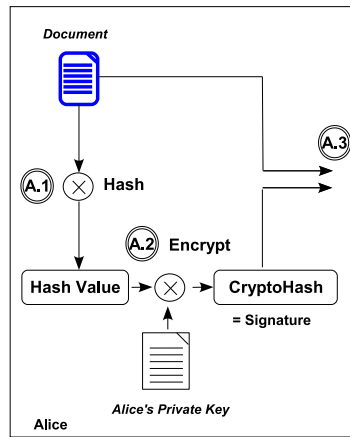 Document
A.1
Hash
A.3
A.2
Encrypt
Hash Value
CryptoHash
= Signature
Alice's Private Key
Alice